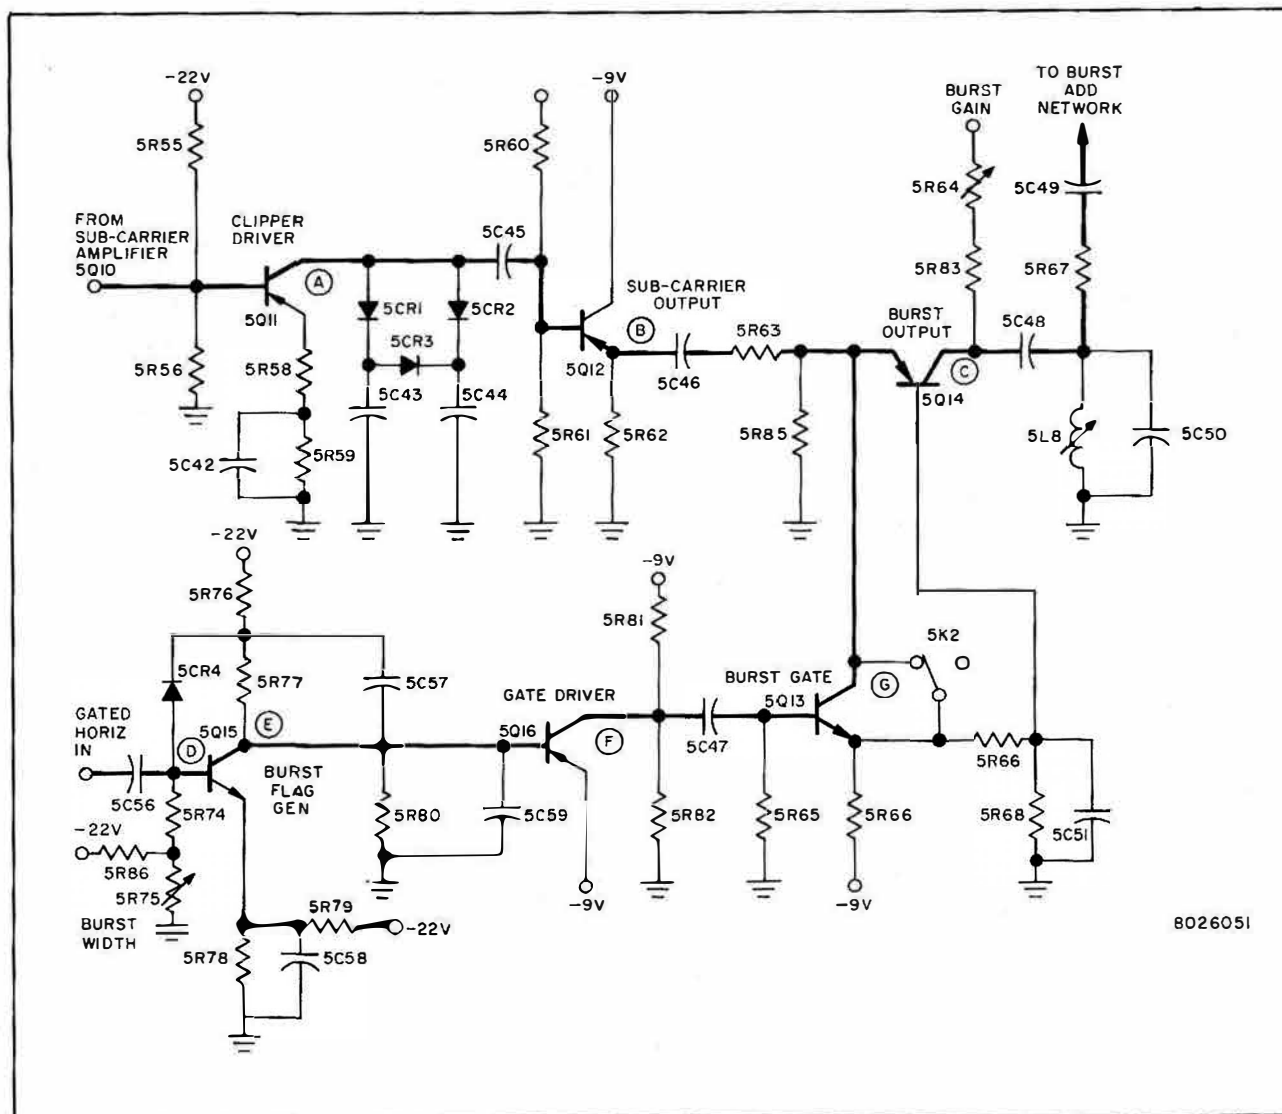 -22V
5R55
FROM
SUB-CARRIER
AMPLIFIER
5Q10
CLIPPER
DRIVER
A
5Q11
5R56
5R58
5C42
5R59
5CR1
5CR2
5CR3
5C43
5C44
5C45
5R60
-9V
SUB-CARRIER
OUTPUT
B
5Q12
5R61
5R62
5C46
5R63
5R85
BURST
OUTPUT
5Q14
C
BURST
GAIN
5R64
5R83
TO BURST
ADD
NETWORK
5C49
5R67
5C48
5L8
5C50
-22V
5R76
5CR4
5R77
5C57
GATED
HORIZ
IN
D
5Q15
E
5C56
5R74
BURST
FLAG
GEN
-22V
5R86
5R75
BURST
WIDTH
5R78
5C58
5R79
-22V
5R80
5C59
GATE DRIVER
5Q16
F
-9V
-9V
5R81
5R82
5C47
BURST GATE
5Q13
G
5K2
5R65
5R66
-9V
5R66
5R68
5C51
8026051